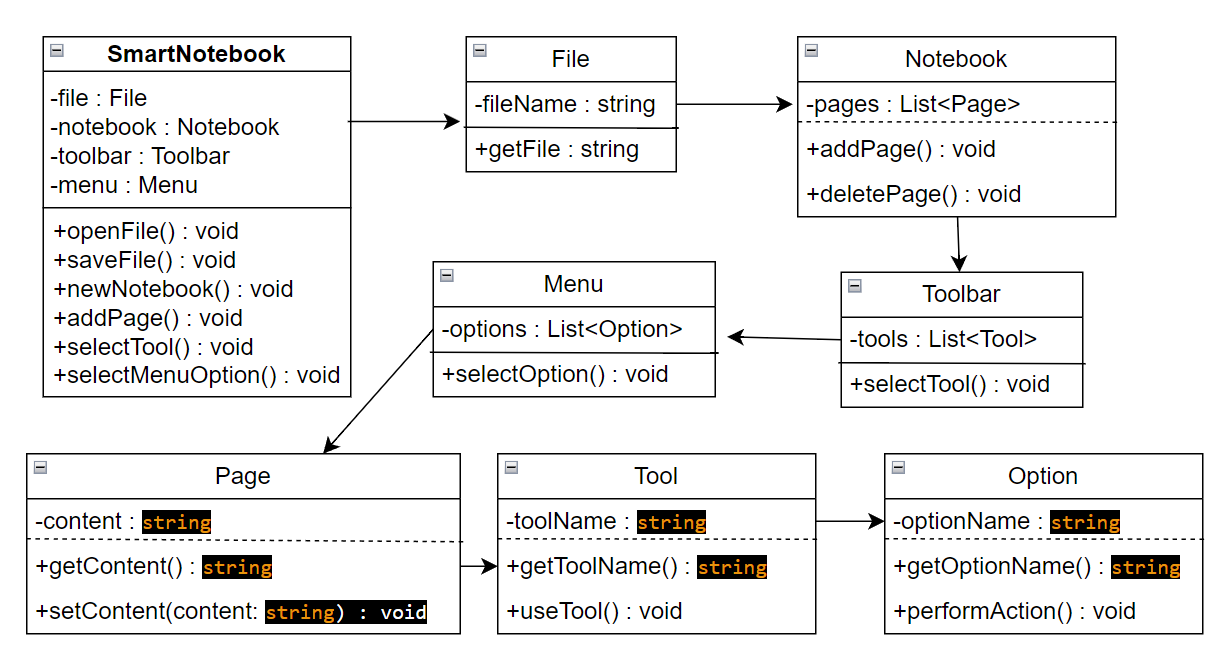 SmartNotebook
-file : File
-notebook : Notebook
-toolbar : Toolbar
-menu : Menu
+openFile() : void
+saveFile() : void
+newNotebook() : void
+addPage() : void
+selectTool() : void
+selectMenuOption() : void
File
-fileName : string
+getFile : string
Notebook
-pages : List<Page>
+addPage() : void
+deletePage() : void
Menu
-options : List<Option>
+selectOption() : void
Toolbar
-tools : List<Tool>
+selectTool() : void
Page
-content : string
+getContent() : string
+setContent(content: string) : void
Tool
-toolName : string
+getToolName() : string
+useTool() : void
Option
-optionName : string
+getOptionName() : string
+performAction() : void